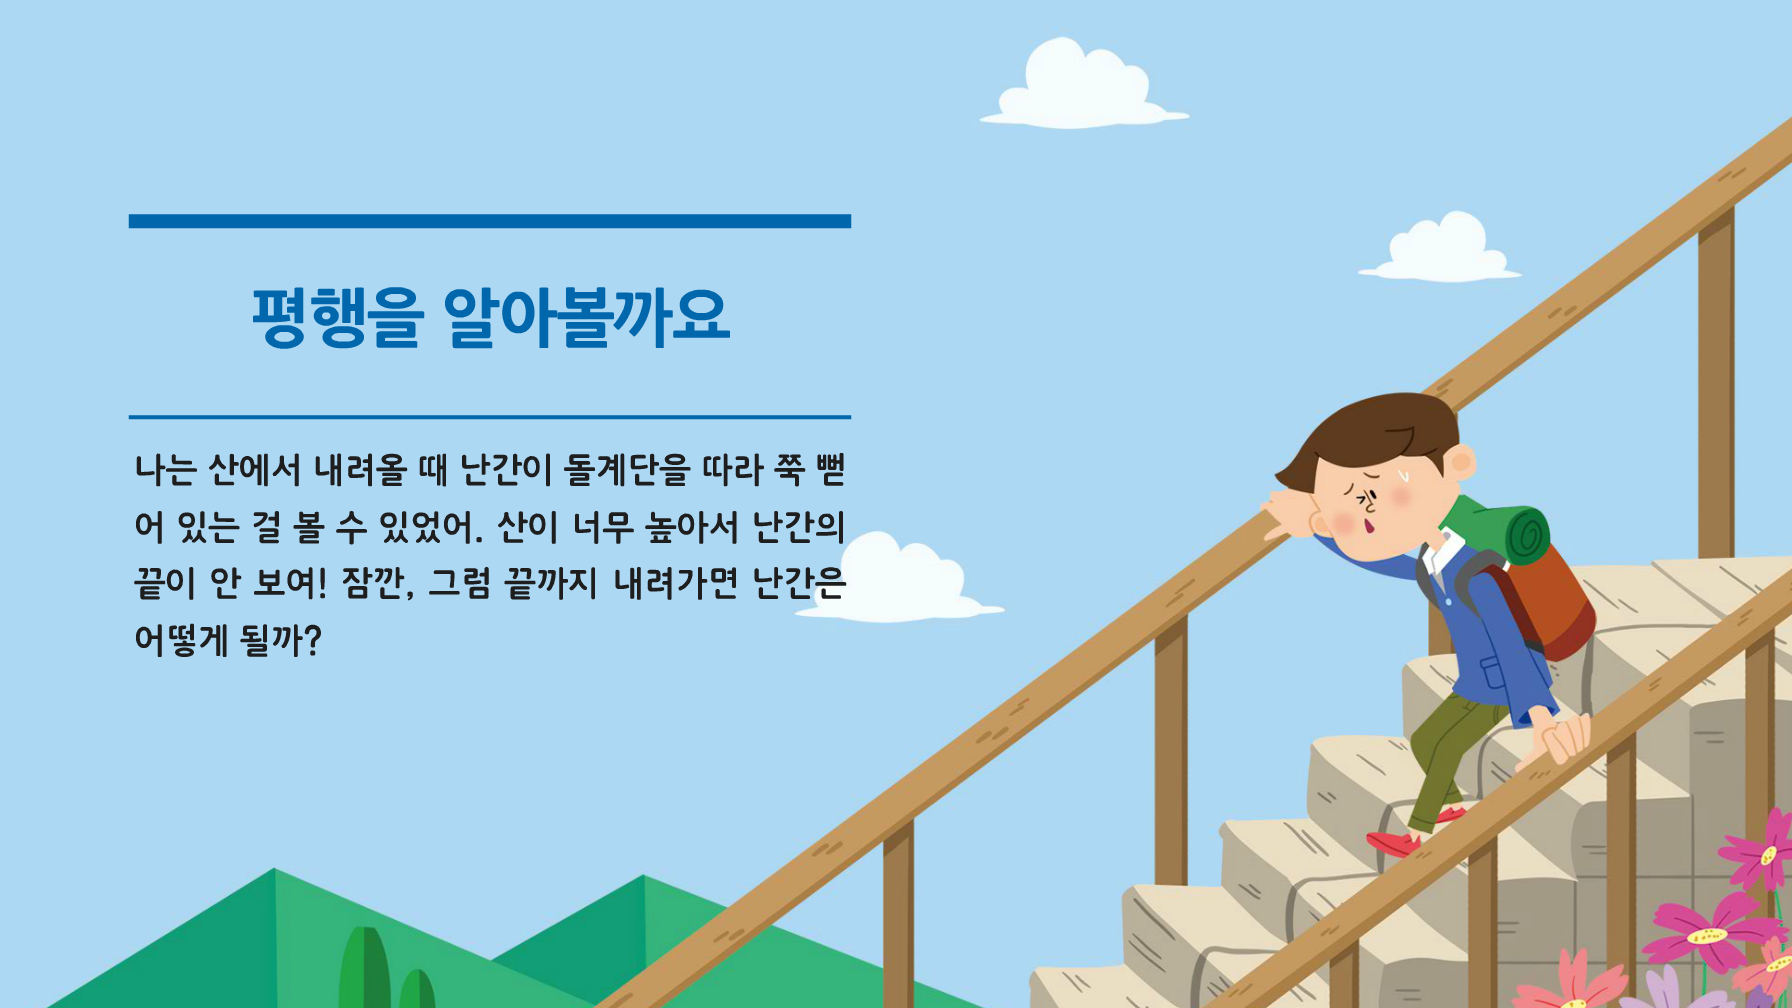 평행을 알아볼까요
나는 산에서 내려올 때 난간이 돌계단을 따라 쭉 뻗
어 있는 걸 볼 수 있었어. 산이 너무 높아서 난간의
끝이 안 보여! 잠깐, 그럼 끝까지 내려가면 난간은
어떻게 될까?